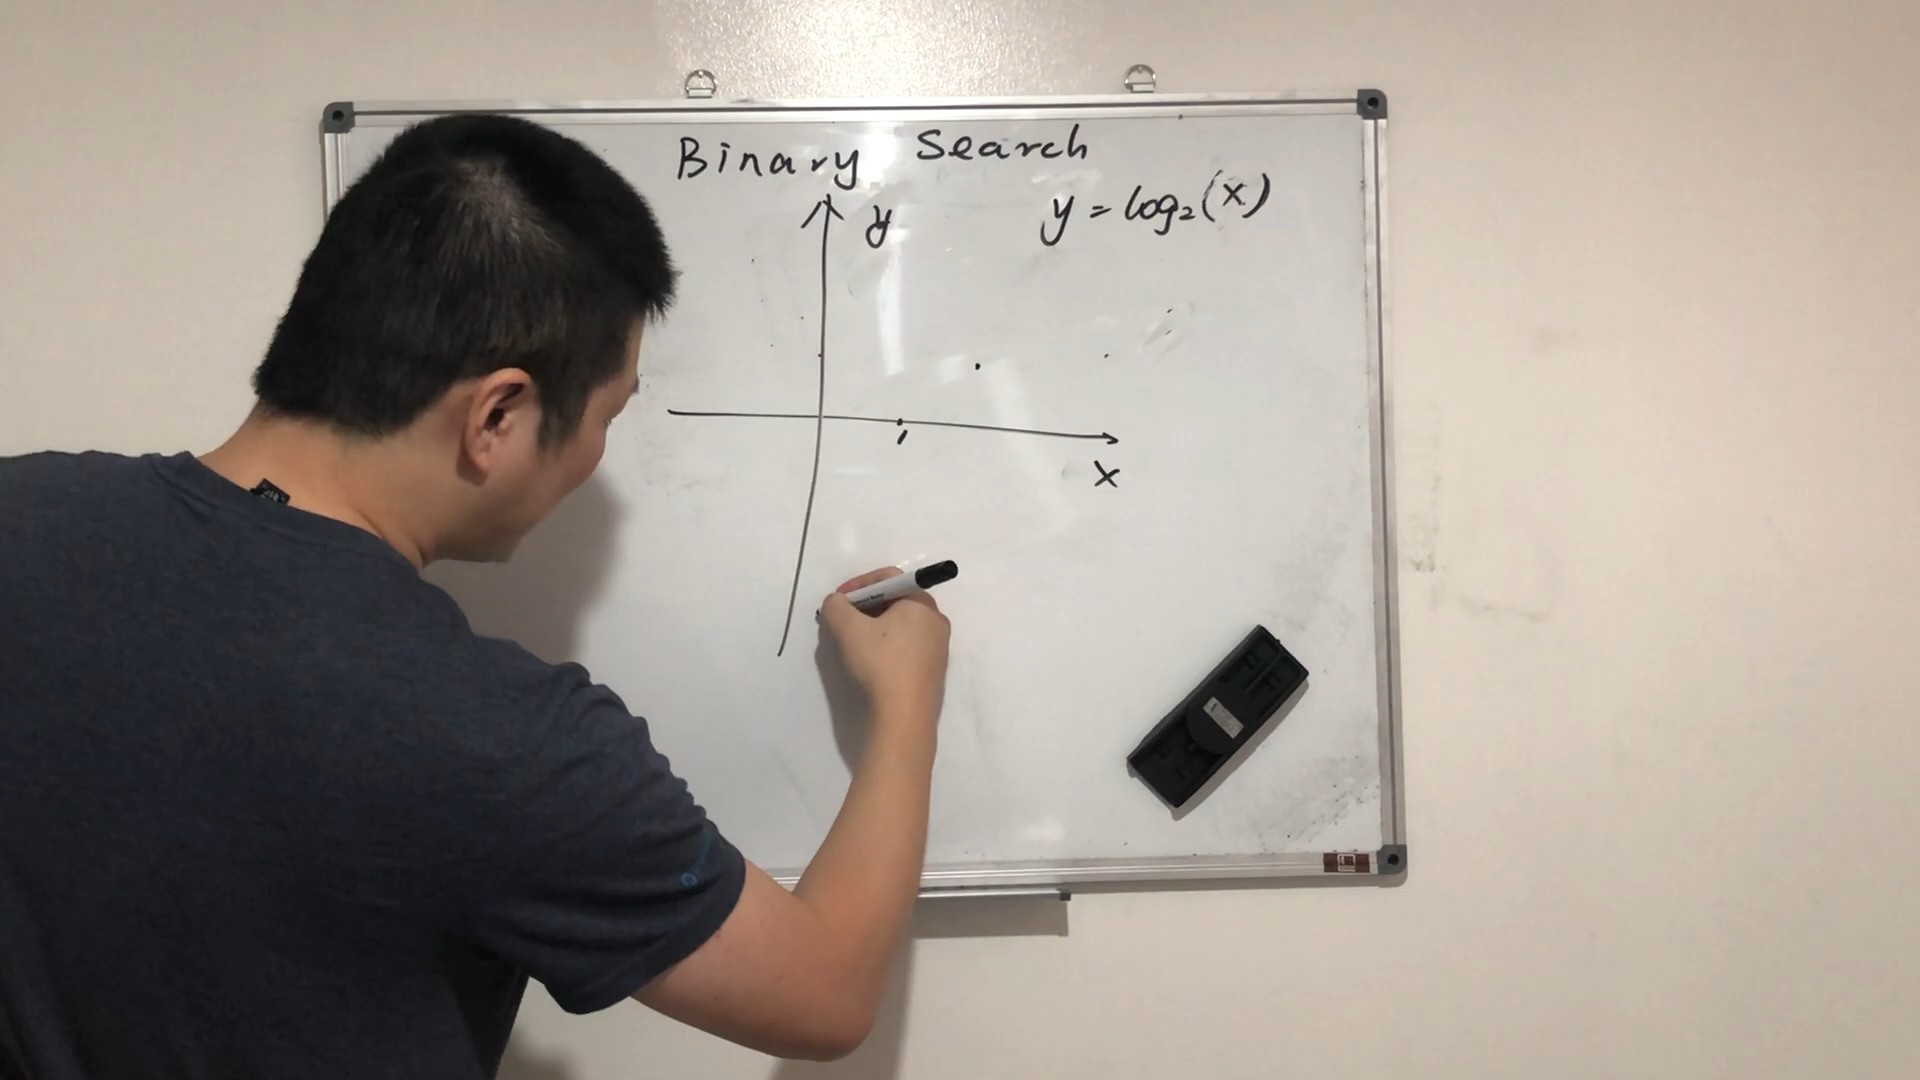 Binary Search
y
y = log₂(x)
1
x